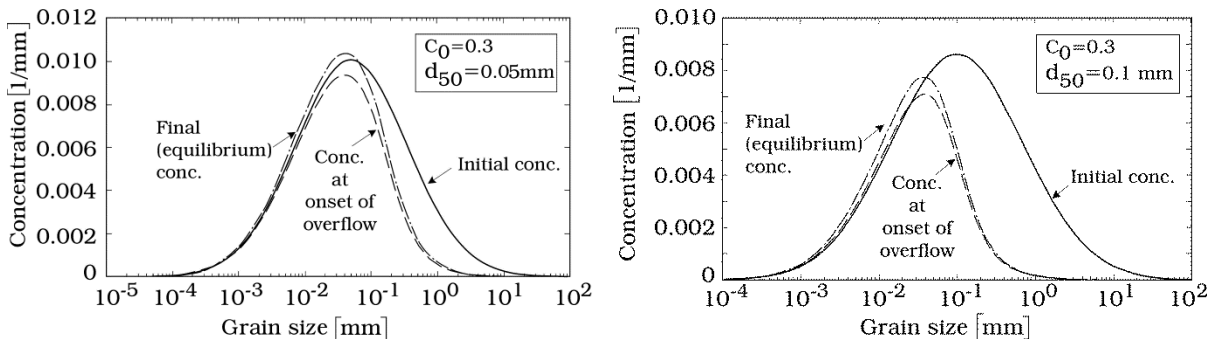 0.012
0.010
0.008
0.006
0.004
0.002
0
Concentration [1/mm]
C0=0.3
d50=0.05mm
Final
(equilibrium)
conc.
Conc.
at
onset of
overflow
Initial conc.
10-5 10-4 10-3 10-2 10-1 100 101 102
Grain size [mm]
0.010
0.008
0.006
0.004
0.002
0
Concentration [1/mm]
C0=0.3
d50=0.1 mm
Final
(equilibrium)
conc.
Conc.
at
onset of
overflow
Initial conc.
10-4 10-3 10-2 10-1 100 101 102
Grain size [mm]